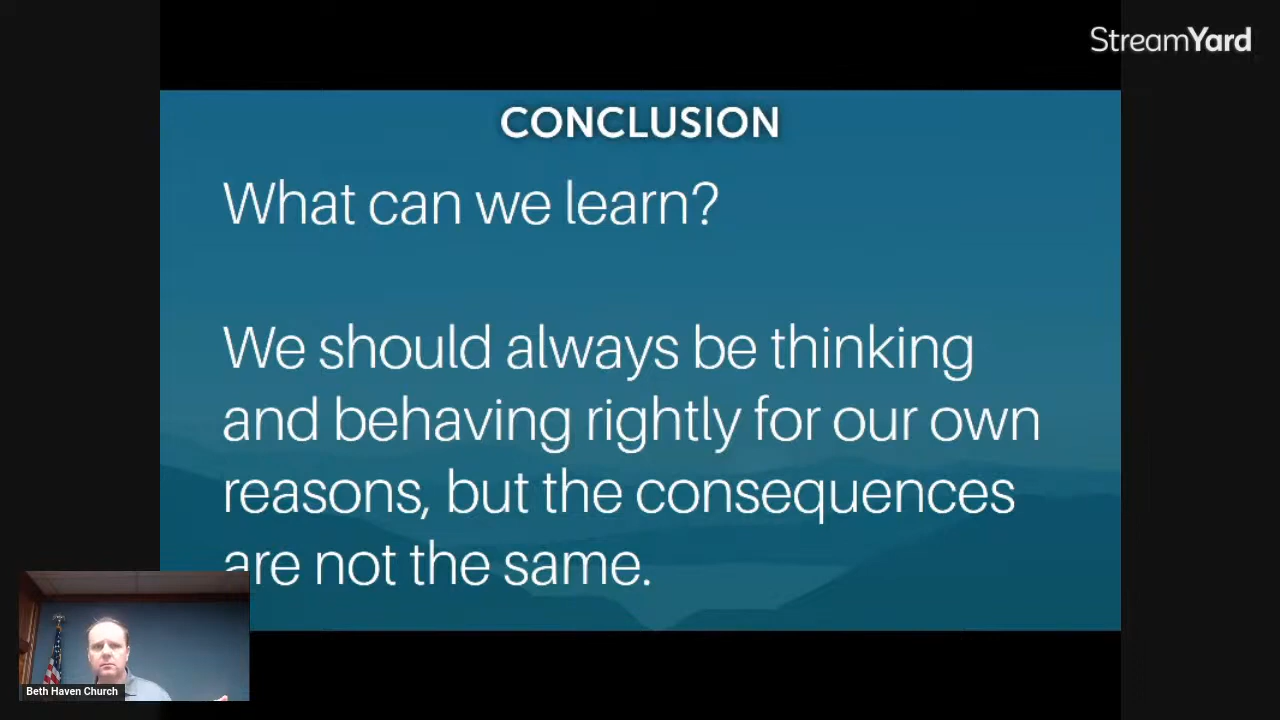 StreamYard
CONCLUSION
What can we learn?
We should always be thinking
and behaving rightly for our own
reasons, but the consequences
are not the same.
Beth Haven Church